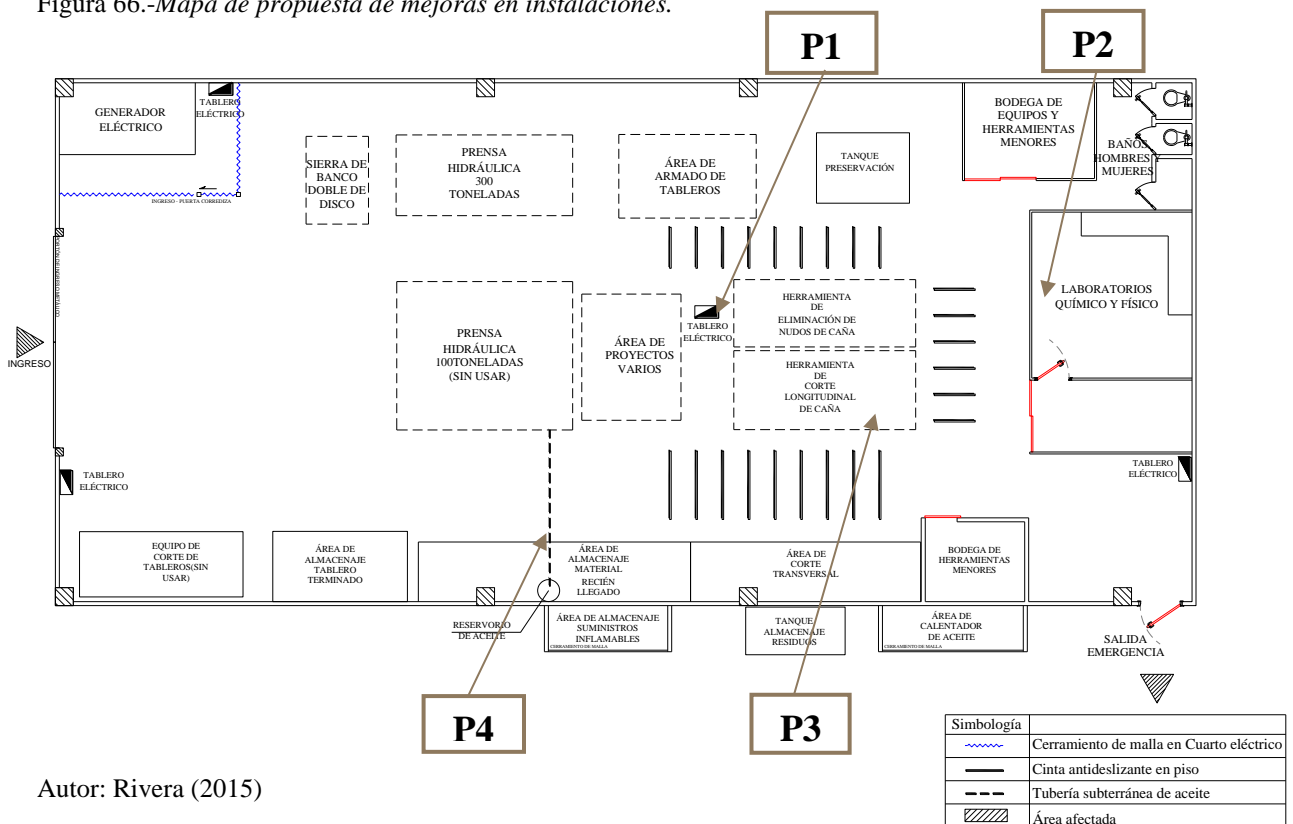 Figura 66.-Mapa de propuesta de mejoras en instalaciones.
P1
P2
GENERADOR
ELÉCTRICO
TABLERO
ELÉCTRICO
INGRESO - PUERTA CORREDIZA
SIERRA DE
BANCO
DOBLE DE
DISCO
PRENSA
HIDRÁULICA
300
TONELADAS
ÁREA DE
ARMADO DE
TABLEROS
TANQUE
PRESERVACIÓN
BODEGA DE
EQUIPOS Y
HERRAMIENTAS
MENORES
BAÑOS
HOMBRES Y
MUJERES
INGRESO
PRENSA
HIDRÁULICA
100TONELADAS
(SIN USAR)
ÁREA DE
PROYECTOS
VARIOS
TABLERO
ELÉCTRICO
HERRAMIENTA
DE
ELIMINACIÓN DE
NUDOS DE CAÑA
HERRAMIENTA
DE
CORTE
LONGITUDINAL
DE CAÑA
LABORATORIOS
QUÍMICO Y FÍSICO
TABLERO
ELÉCTRICO
TABLERO
ELÉCTRICO
EQUIPO DE
CORTE DE
TABLEROS(SIN
USAR)
ÁREA DE
ALMACENAJE
TABLERO
TERMINADO
ÁREA DE
ALMACENAJE
MATERIAL
RECIÉN
LLEGADO
ÁREA DE
CORTE
TRANSVERSAL
BODEGA DE
HERRAMIENTAS
MENORES
RESERVORIO
DE ACEITE
ÁREA DE ALMACENAJE
SUMINISTROS
INFLAMABLES
CERRAMIENTO DE MALLA
TANQUE
ALMACENAJE
RESIDUOS
ÁREA DE
CALENTADOR
DE ACEITE
CERRAMIENTO DE MALLA
SALIDA
EMERGENCIA
P4
P3
Simbología
Cerramiento de malla en Cuarto eléctrico
Cinta antideslizante en piso
Tubería subterránea de aceite
Área afectada
Autor: Rivera (2015)